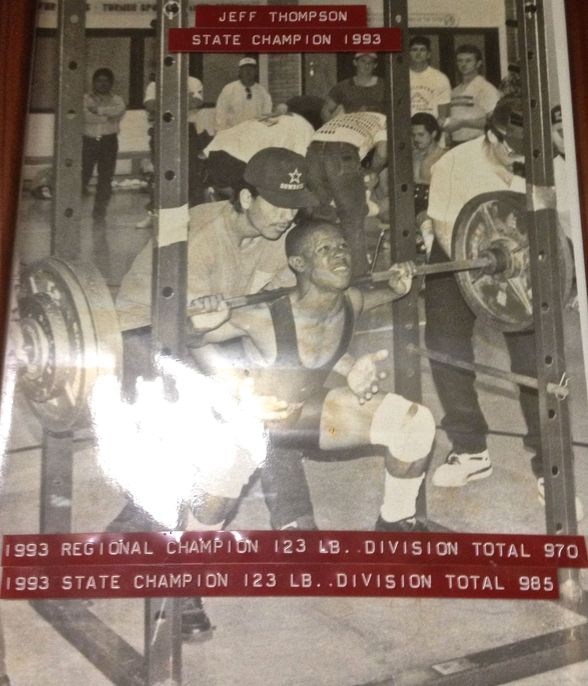 JEFF THOMPSON
STATE CHAMPION 1993
1993 REGIONAL CHAMPION 123 LB..DIVISION TOTAL 970
1993 STATE CHAMPION 123 LB..DIVISION TOTAL 985